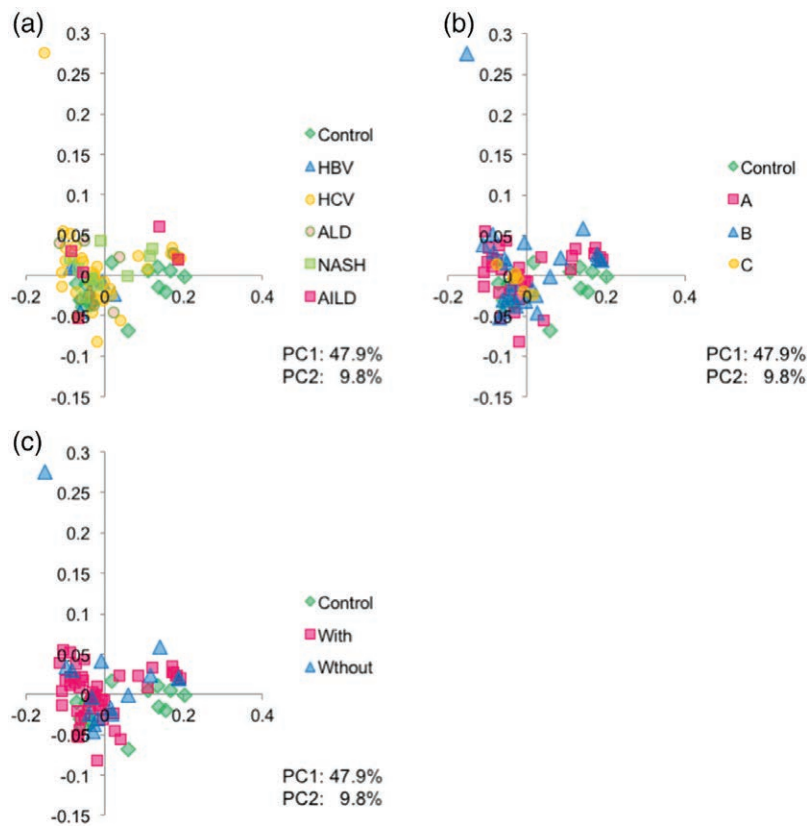 (a)
0.3
0.25
0.2
0.15
0.1
0.05
0
-0.05
-0.1
-0.15
-0.2
0
0.2
0.4
Control
HBV
HCV
ALD
NASH
AILD
PC1: 47.9%
PC2: 9.8%
(b)
0.3
0.25
0.2
0.15
0.1
0.05
0
-0.05
-0.1
-0.15
-0.2
0
0.2
0.4
Control
A
B
C
PC1: 47.9%
PC2: 9.8%
(c)
0.3
0.25
0.2
0.15
0.1
0.05
0
-0.05
-0.1
-0.15
-0.2
0
0.2
0.4
Control
With
Wthout
PC1: 47.9%
PC2: 9.8%